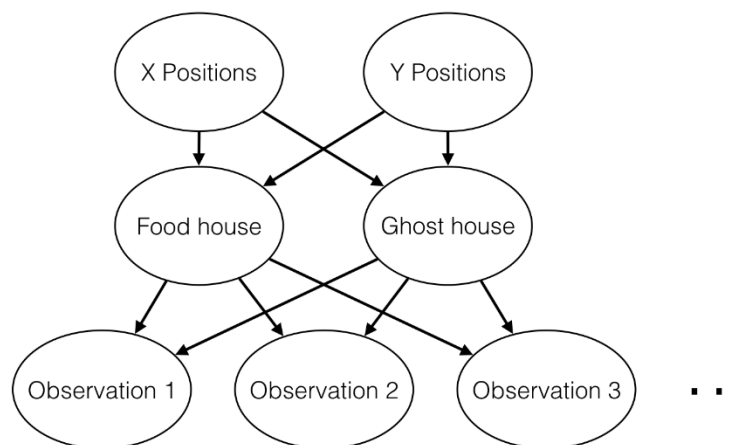 X Positions
Y Positions
Food house
Ghost house
Observation 1
Observation 2
Observation 3